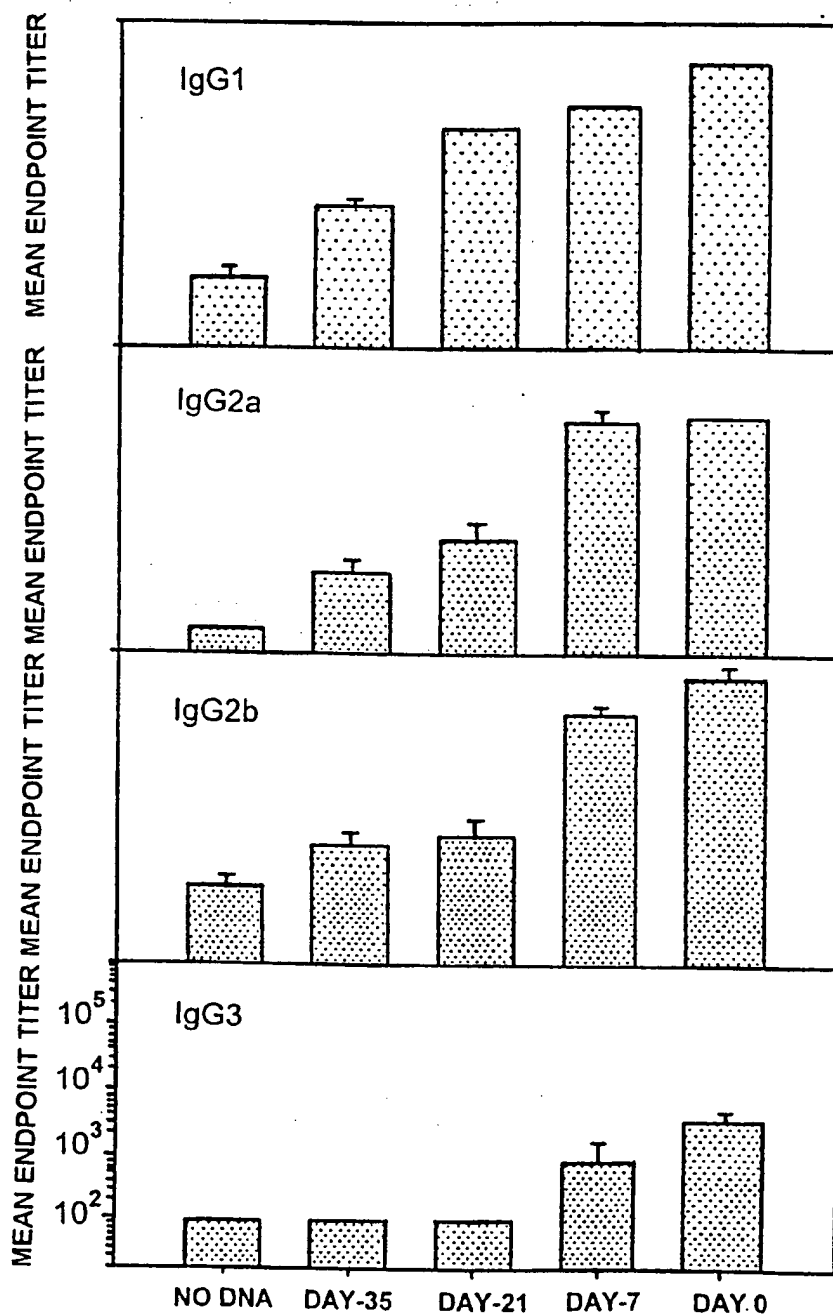 MEAN ENDPOINT TITER
IgG1
MEAN ENDPOINT TITER
IgG2a
MEAN ENDPOINT TITER
IgG2b
MEAN ENDPOINT TITER
IgG3
10⁵
10⁴
10³
10²
NO DNA DAY-35 DAY-21 DAY-7 DAY.0